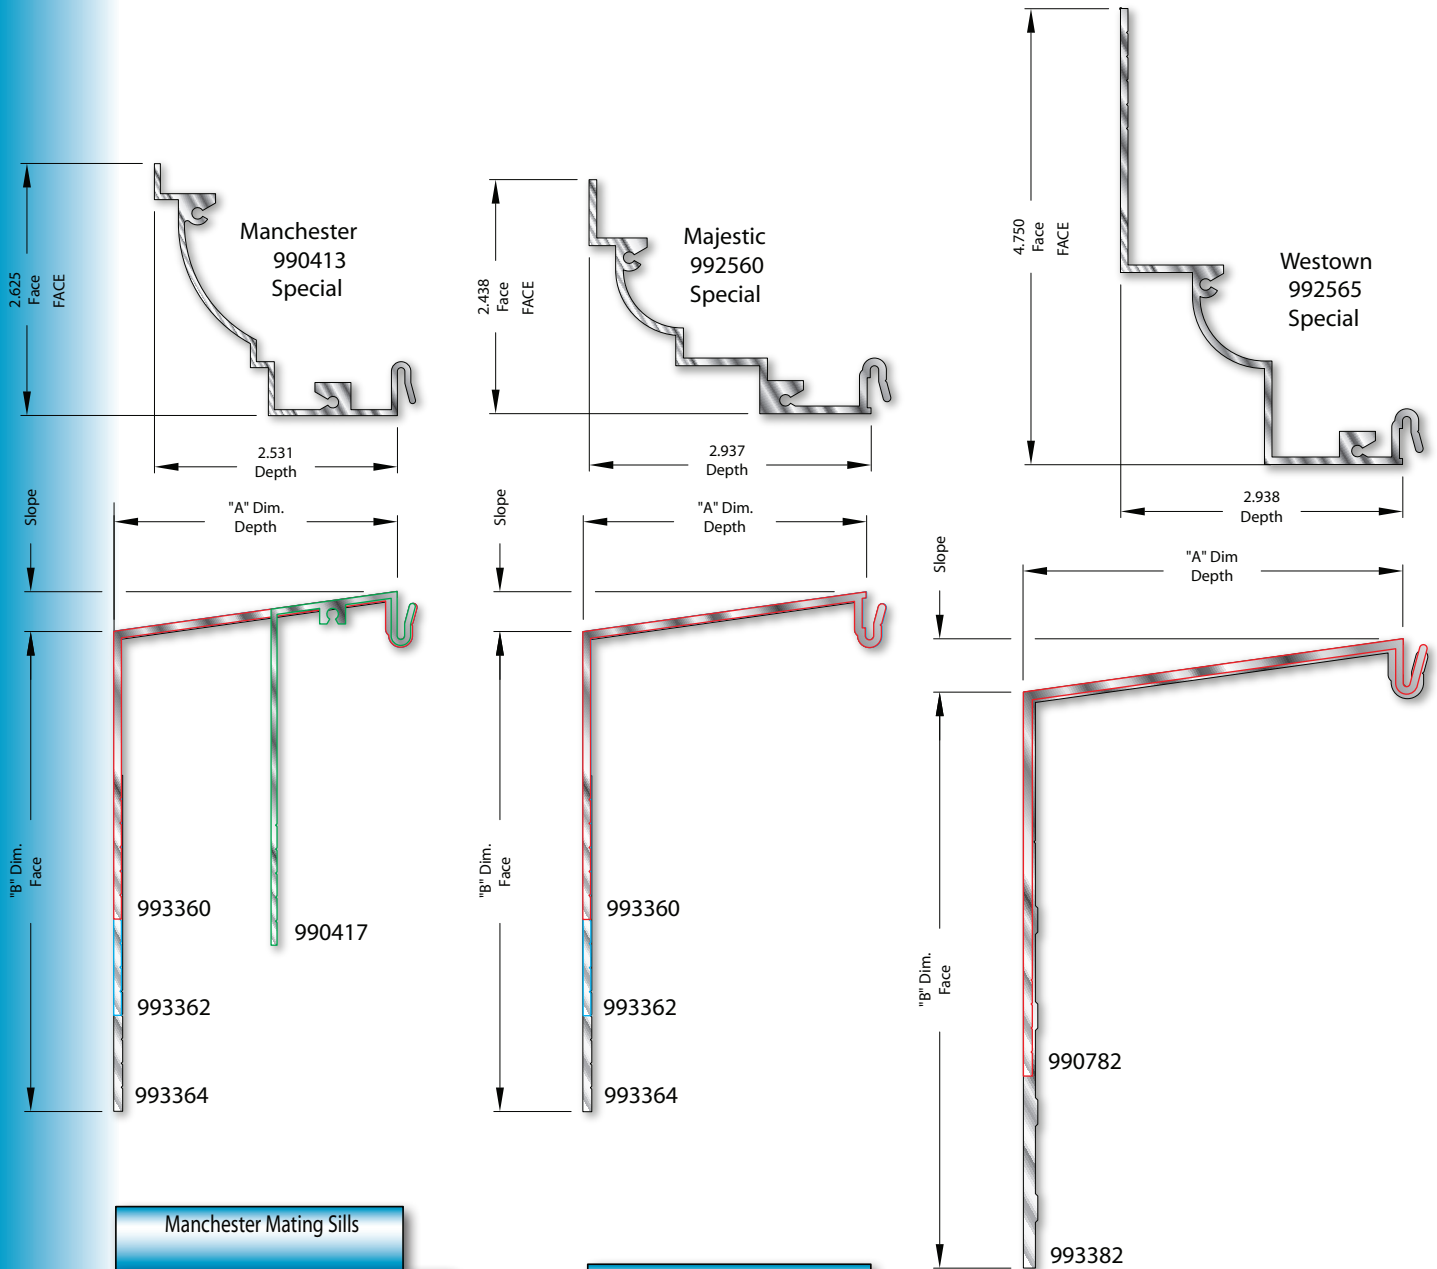 Manchester
990413
Special
2.625
Face
FACE
2.531
Depth
Majestic
992560
Special
2.438
Face
FACE
2.937
Depth
Westown
992565
Special
4.750
Face
FACE
2.938
Depth
Slope
"A" Dim.
Depth
"B" Dim.
Face
993360
990417
993362
993364
Slope
"A" Dim.
Depth
"B" Dim.
Face
993360
993362
993364
Slope
"A" Dim
Depth
"B" Dim.
Face
990782
993382
Manchester Mating Sills